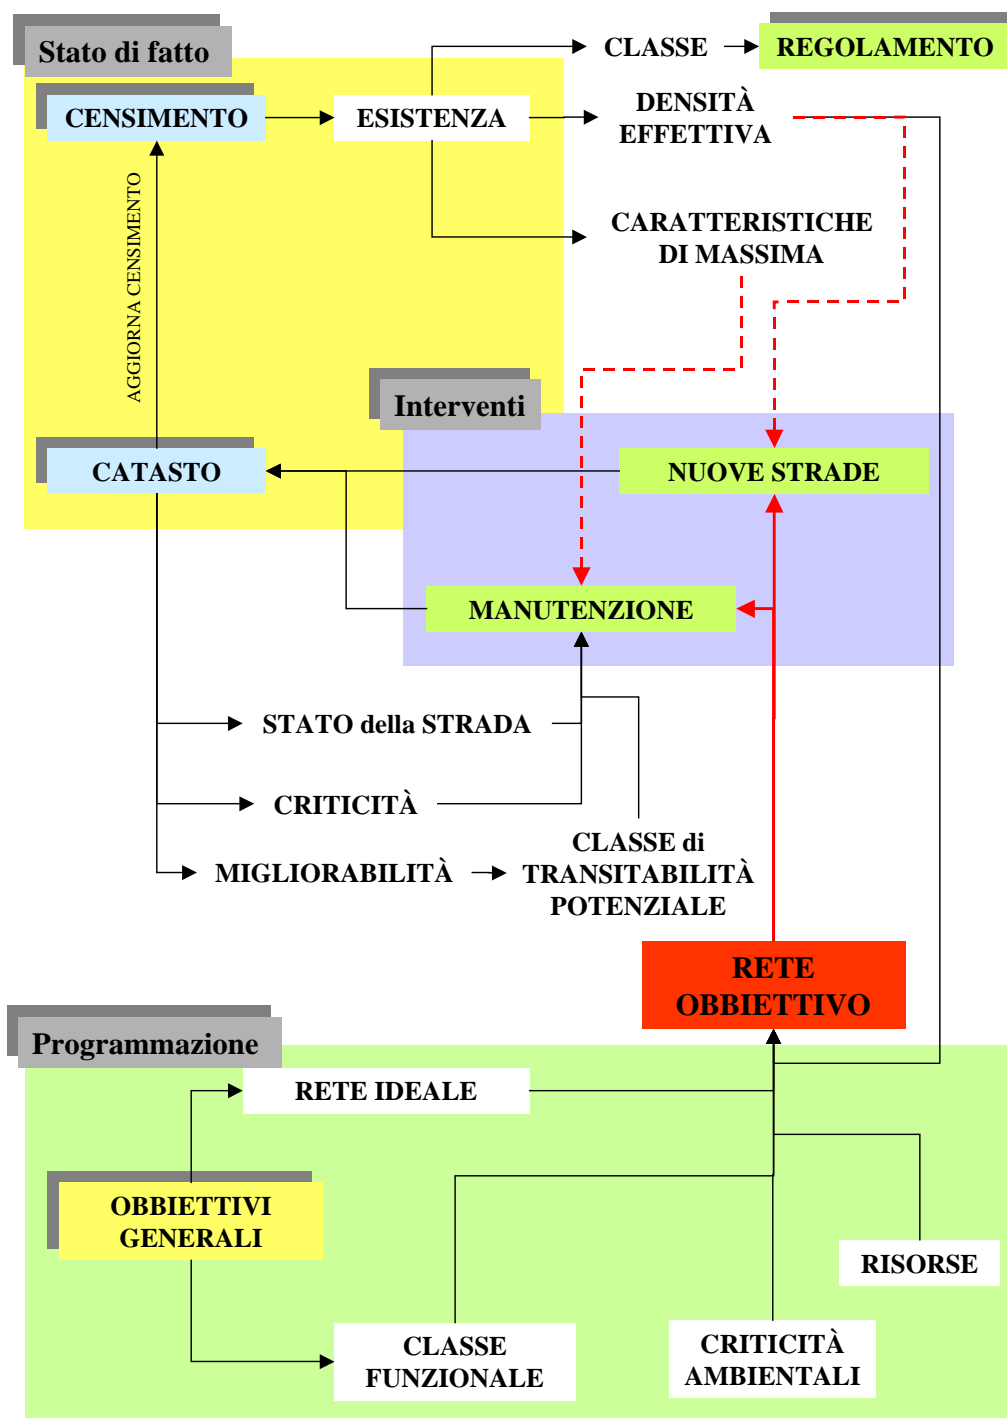 Stato di fatto
CLASSE
REGOLAMENTO
CENSIMENTO
ESISTENZA
DENSITÀ
EFFETTIVA
AGGIORNA CENSIMENTO
CARATTERISTICHE
DI MASSIMA
Interventi
CATASTO
NUOVE STRADE
MANUTENZIONE
STATO della STRADA
CRITICITÀ
MIGLIORABILITÀ
CLASSE di
TRANSITABILITÀ
POTENZIALE
RETE
OBBIETTIVO
Programmazione
RETE IDEALE
OBBIETTIVI
GENERALI
RISORSE
CLASSE
FUNZIONALE
CRITICITÀ
AMBIENTALI